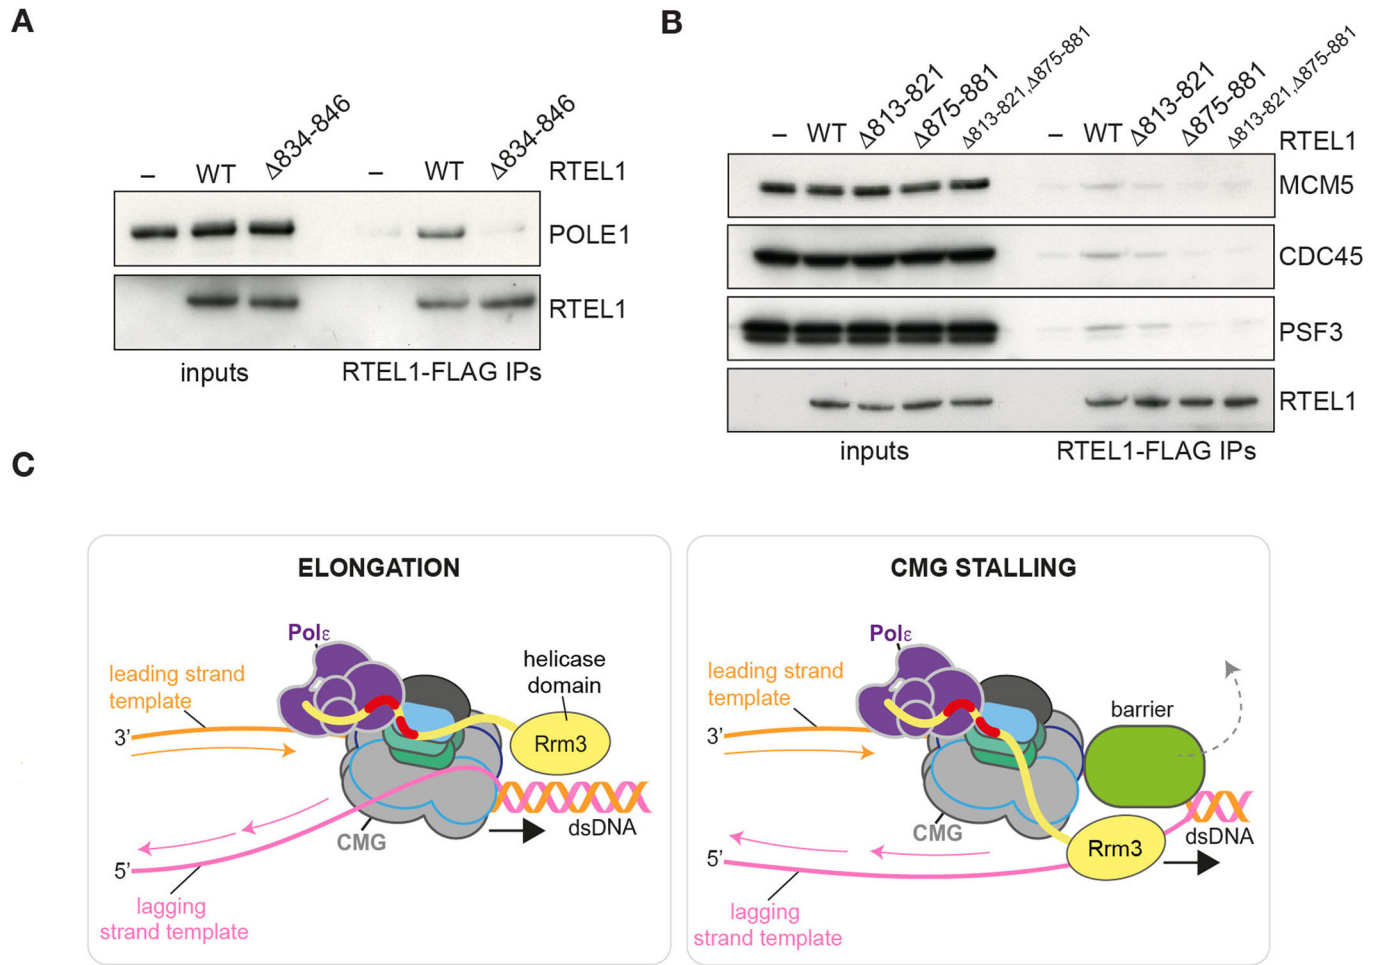 A
– WT Δ834-846 – WT Δ834-846 RTEL1
POLE1
RTEL1
inputs RTEL1-FLAG IPs
B
– WT Δ813-821 Δ875-881 Δ813-821,Δ875-881 – WT Δ813-821 Δ875-881 Δ813-821,Δ875-881 RTEL1
MCM5
CDC45
PSF3
RTEL1
inputs RTEL1-FLAG IPs
C
ELONGATION
Polε
leading strand
template
helicase
domain
3’
Rrm3
CMG
dsDNA
5’
lagging
strand template
CMG STALLING
Polε
leading strand
template
barrier
3’
CMG
dsDNA
Rrm3
5’
lagging
strand template